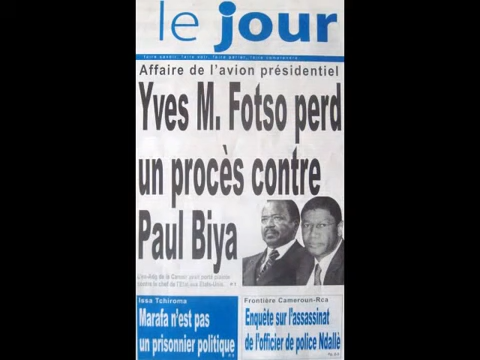 le jour
Affaire de l'avion présidentiel
Yves M. Fotso perd
un procès contre
Paul Biya
Issa Tchiroma
Marafa n'est pas
un prisonnier politique
Frontière Cameroun-Rca
Enquête sur l'assassinat
de l'officier de police Ndallè